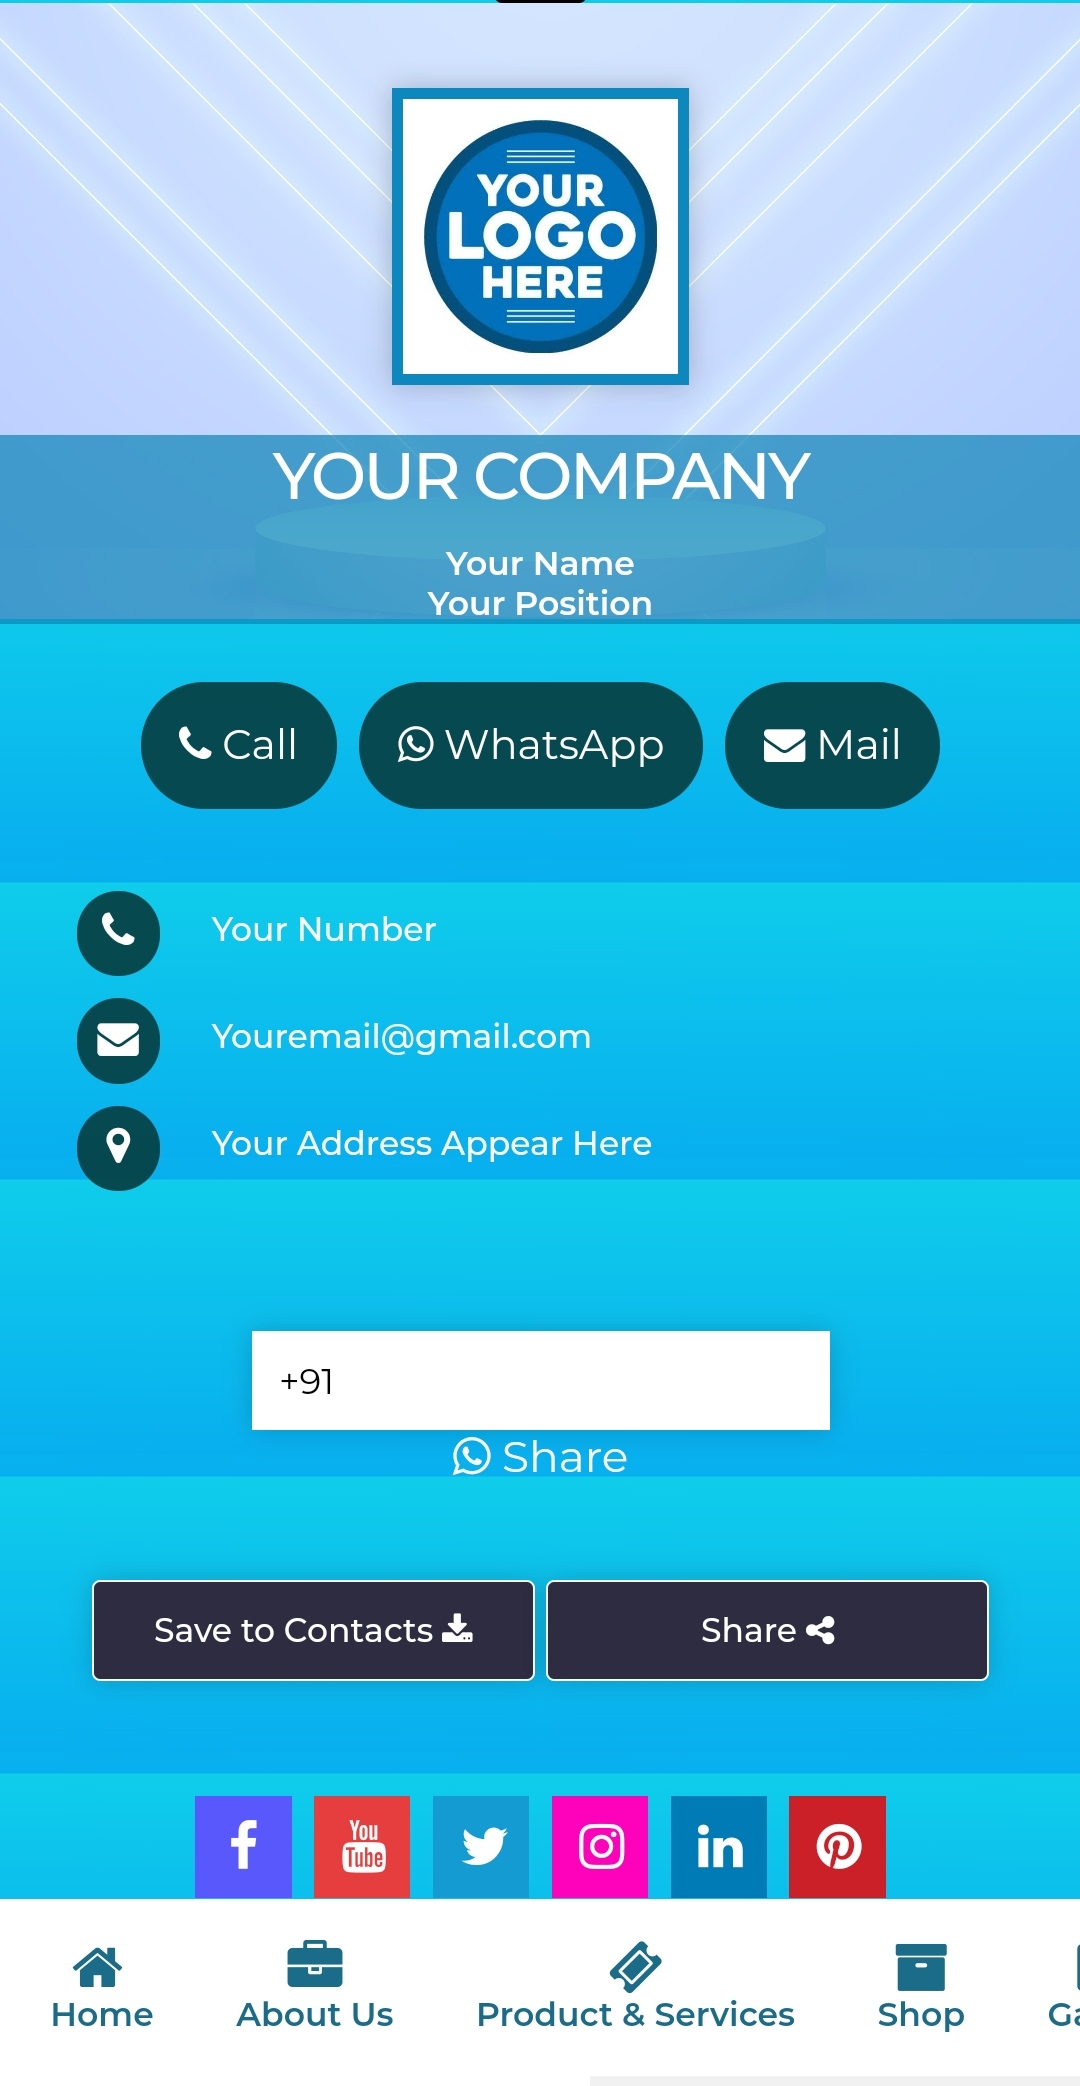 YOUR
LOGO
HERE
YOUR COMPANY
Your Name
Your Position
Call
WhatsApp
Mail
Your Number
Youremail@gmail.com
Your Address Appear Here
+91
Share
Save to Contacts
Share
You
Tube
in
Home
About Us
Product & Services
Shop